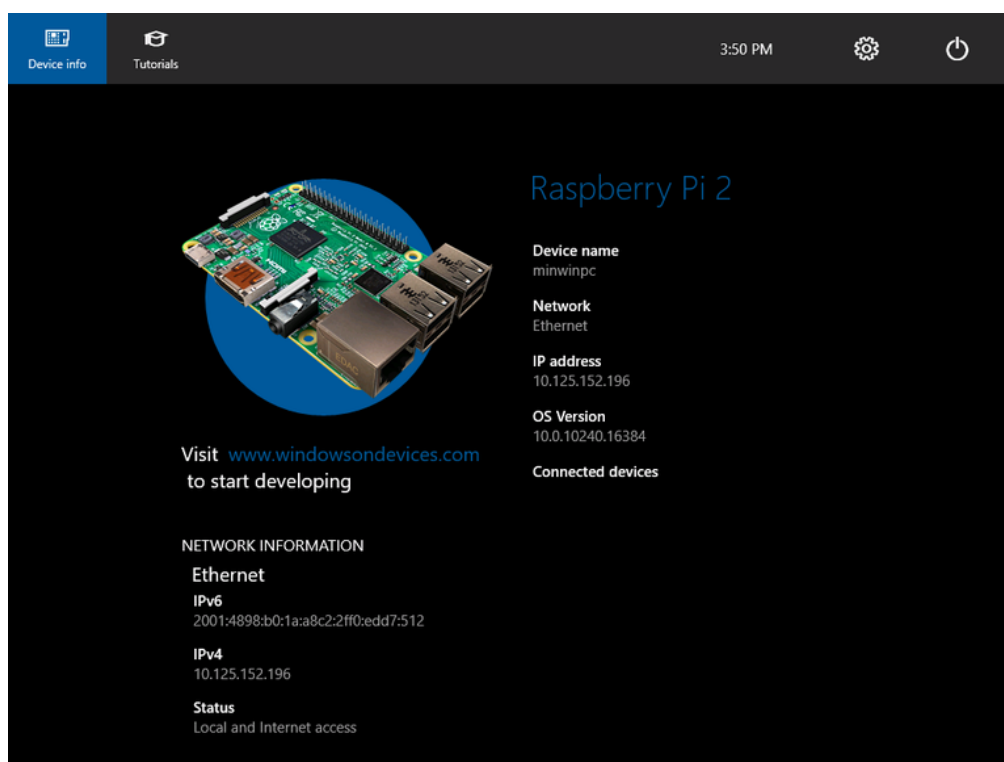 Device info
Tutorials
3:50 PM
Raspberry Pi 2
Device name
minwinpc
Network
Ethernet
IP address
10.125.152.196
OS Version
10.0.10240.16384
Connected devices
HDMI
EDAC
Visit www.windowsondevices.com
to start developing
NETWORK INFORMATION
Ethernet
IPv6
2001:4898:b0:1a:a8c2:2ff0:edd7:512
IPv4
10.125.152.196
Status
Local and Internet access